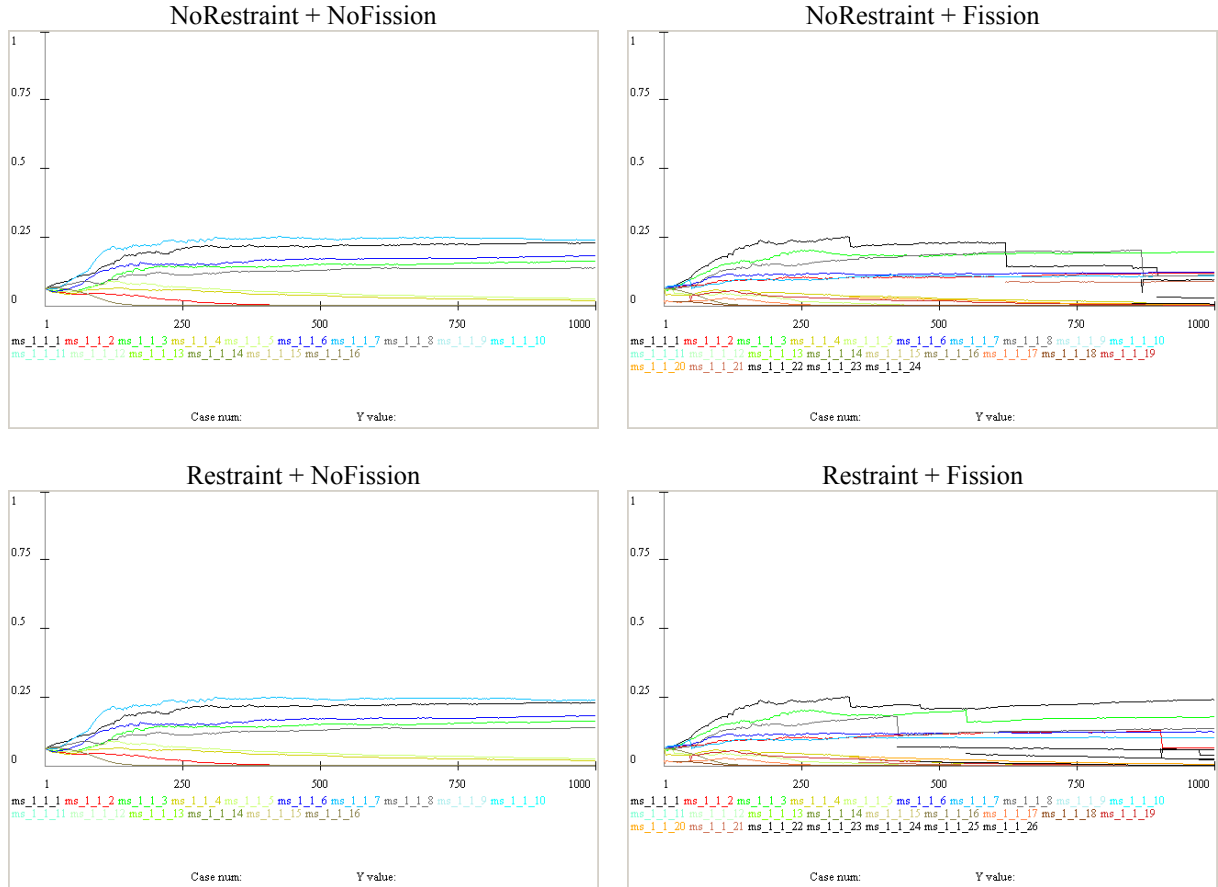 NoRestraint + NoFission
1
0.75
0.5
0.25
0
1 250 500 750 1000
ms_1_1_1 ms_1_1_2 ms_1_1_3 ms_1_1_4 ms_1_1_5 ms_1_1_6 ms_1_1_7 ms_1_1_8 ms_1_1_9 ms_1_1_10
ms_1_1_11 ms_1_1_12 ms_1_1_13 ms_1_1_14 ms_1_1_15 ms_1_1_16
Case num: Y value:
NoRestraint + Fission
1
0.75
0.5
0.25
0
1 250 500 750 1000
ms_1_1_1 ms_1_1_2 ms_1_1_3 ms_1_1_4 ms_1_1_5 ms_1_1_6 ms_1_1_7 ms_1_1_8 ms_1_1_9 ms_1_1_10
ms_1_1_11 ms_1_1_12 ms_1_1_13 ms_1_1_14 ms_1_1_15 ms_1_1_16 ms_1_1_17 ms_1_1_18 ms_1_1_19
ms_1_1_20 ms_1_1_21 ms_1_1_22 ms_1_1_23 ms_1_1_24
Case num: Y value:
Restraint + NoFission
1
0.75
0.5
0.25
0
1 250 500 750 1000
ms_1_1_1 ms_1_1_2 ms_1_1_3 ms_1_1_4 ms_1_1_5 ms_1_1_6 ms_1_1_7 ms_1_1_8 ms_1_1_9 ms_1_1_10
ms_1_1_11 ms_1_1_12 ms_1_1_13 ms_1_1_14 ms_1_1_15 ms_1_1_16
Case num: Y value:
Restraint + Fission
1
0.75
0.5
0.25
0
1 250 500 750 1000
ms_1_1_1 ms_1_1_2 ms_1_1_3 ms_1_1_4 ms_1_1_5 ms_1_1_6 ms_1_1_7 ms_1_1_8 ms_1_1_9 ms_1_1_10
ms_1_1_11 ms_1_1_12 ms_1_1_13 ms_1_1_14 ms_1_1_15 ms_1_1_16 ms_1_1_17 ms_1_1_18 ms_1_1_19
ms_1_1_20 ms_1_1_21 ms_1_1_22 ms_1_1_23 ms_1_1_24 ms_1_1_25 ms_1_1_26
Case num: Y value: